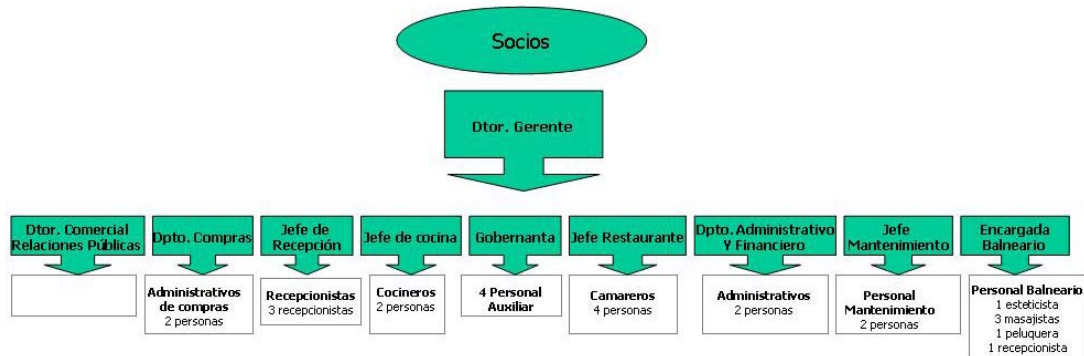 Socios
Dtor. Gerente
Dtor. Comercial
Relaciones Públicas
Dpto. Compras
Administrativos
de compras
2 personas
Jefe de
Recepción
Recepcionistas
3 recepcionistas
Jefe de cocina
Cocineros
2 personas
Gobernanta
4 Personal
Auxiliar
Jefe Restaurante
Camareros
4 personas
Dpto. Administrativo
Y Financiero
Administrativos
2 personas
Jefe
Mantenimiento
Personal
Mantenimiento
2 personas
Encargada
Balneario
Personal Balneario
1 esteticista
3 masajistas
1 peluquera
1 recepcionista